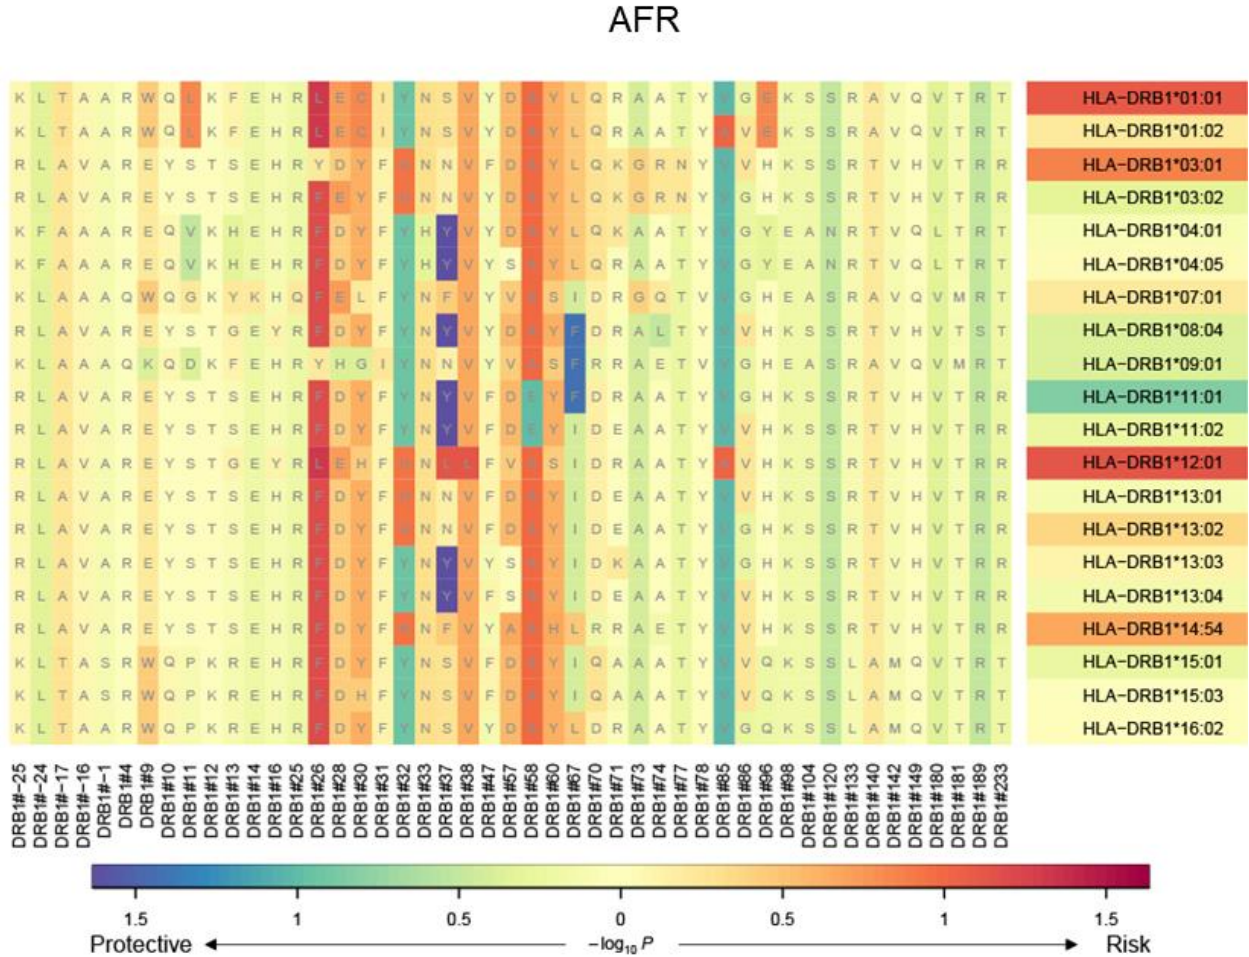 AFR
K L T A A R W Q L K F E H R L E C I Y N S V Y D Y L Q R A A T Y G E K S S R A V Q V T R T HLA-DRB1*01:01
K L T A A R W Q L K F E H R L E C I Y N S V Y D Y L Q R A A T Y V E K S S R A V Q V T R T HLA-DRB1*01:02
R L A V A R E Y S T S E H R Y D Y F N N V F D Y L Q K G R N Y V H K S S R T V H V T R R HLA-DRB1*03:01
R L A V A R E Y S T S E H R F E Y F N N V Y D Y L Q K G R N Y G H K S S R T V H V T R R HLA-DRB1*03:02
K F A A A R E Q V K H E H R F D Y F Y H Y V Y D Y L Q K A A T Y G Y E A N R T V Q L T R T HLA-DRB1*04:01
K F A A A R E Q V K H E H R F D Y F Y H Y V Y S Y L Q R A A T Y G Y E A N R T V Q L T R T HLA-DRB1*04:05
K L A A A Q W Q G K Y K H Q F E L F Y N F V Y V S I D R G Q T V G H E A S R A V Q V M R T HLA-DRB1*07:01
R L A V A R E Y S T G E Y R F D Y F Y N Y V Y D Y F D R A L T Y V H K S S R T V H V T S T HLA-DRB1*08:04
K L A A A Q K Q D K F E H R Y H G I Y N N V Y V S F R R A E T V G H E A S R A V Q V M R T HLA-DRB1*09:01
R L A V A R E Y S T S E H R F D Y F Y N Y V F D E Y F D R A A T Y G H K S S R T V H V T R R HLA-DRB1*11:01
R L A V A R E Y S T S E H R F D Y F Y N Y V F D E Y I D E A A T Y V H K S S R T V H V T R R HLA-DRB1*11:02
R L A V A R E Y S T G E Y R L E H F N L L F V S I D R A A T Y V H K S S R T V H V T R R HLA-DRB1*12:01
R L A V A R E Y S T S E H R F D Y F N N V F D Y I D E A A T Y V H K S S R T V H V T R R HLA-DRB1*13:01
R L A V A R E Y S T S E H R F D Y F N N V F D Y I D E A A T Y G H K S S R T V H V T R R HLA-DRB1*13:02
R L A V A R E Y S T S E H R F D Y F Y N Y V Y S Y I D K A A T Y G H K S S R T V H V T R R HLA-DRB1*13:03
R L A V A R E Y S T S E H R F D Y F Y N Y V F S Y I D E A A T Y V H K S S R T V H V T R R HLA-DRB1*13:04
R L A V A R E Y S T S E H R F D Y F N F V Y A H L R R A E T Y V H K S S R T V H V T R R HLA-DRB1*14:54
K L T A S R W Q P K R E H R F D Y F Y N S V F D Y I Q A A A T Y V Q K S S L A M Q V T R T HLA-DRB1*15:01
K L T A S R W Q P K R E H R F D H F Y N S V F D Y I Q A A A T Y V Q K S S L A M Q V T R T HLA-DRB1*15:03
K L T A A R W Q P K R E H R F D Y F Y N S V Y D Y L D R A A T Y G Q K S S L A M Q V T R T HLA-DRB1*16:02
DRB1#-25
DRB1#-24
DRB1#-17
DRB1#-16
DRB1#-1
DRB1#4
DRB1#9
DRB1#10
DRB1#11
DRB1#12
DRB1#13
DRB1#14
DRB1#16
DRB1#25
DRB1#26
DRB1#28
DRB1#30
DRB1#31
DRB1#32
DRB1#33
DRB1#37
DRB1#38
DRB1#47
DRB1#57
DRB1#58
DRB1#60
DRB1#67
DRB1#70
DRB1#71
DRB1#73
DRB1#74
DRB1#77
DRB1#78
DRB1#85
DRB1#86
DRB1#96
DRB1#98
DRB1#104
DRB1#120
DRB1#133
DRB1#140
DRB1#142
DRB1#149
DRB1#180
DRB1#181
DRB1#189
DRB1#233
1.5 1 0.5 0 0.5 1 1.5
Protective −log10 P Risk